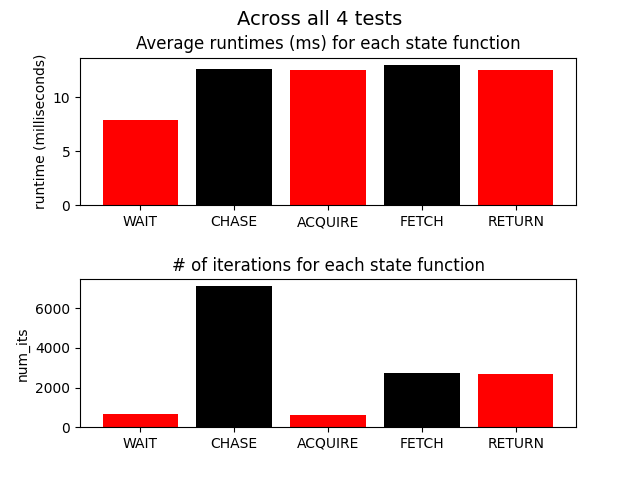 Across all 4 tests
Average runtimes (ms) for each state function
runtime (milliseconds)
10
5
0
WAIT CHASE ACQUIRE FETCH RETURN
# of iterations for each state function
num_its
6000
4000
2000
0
WAIT CHASE ACQUIRE FETCH RETURN